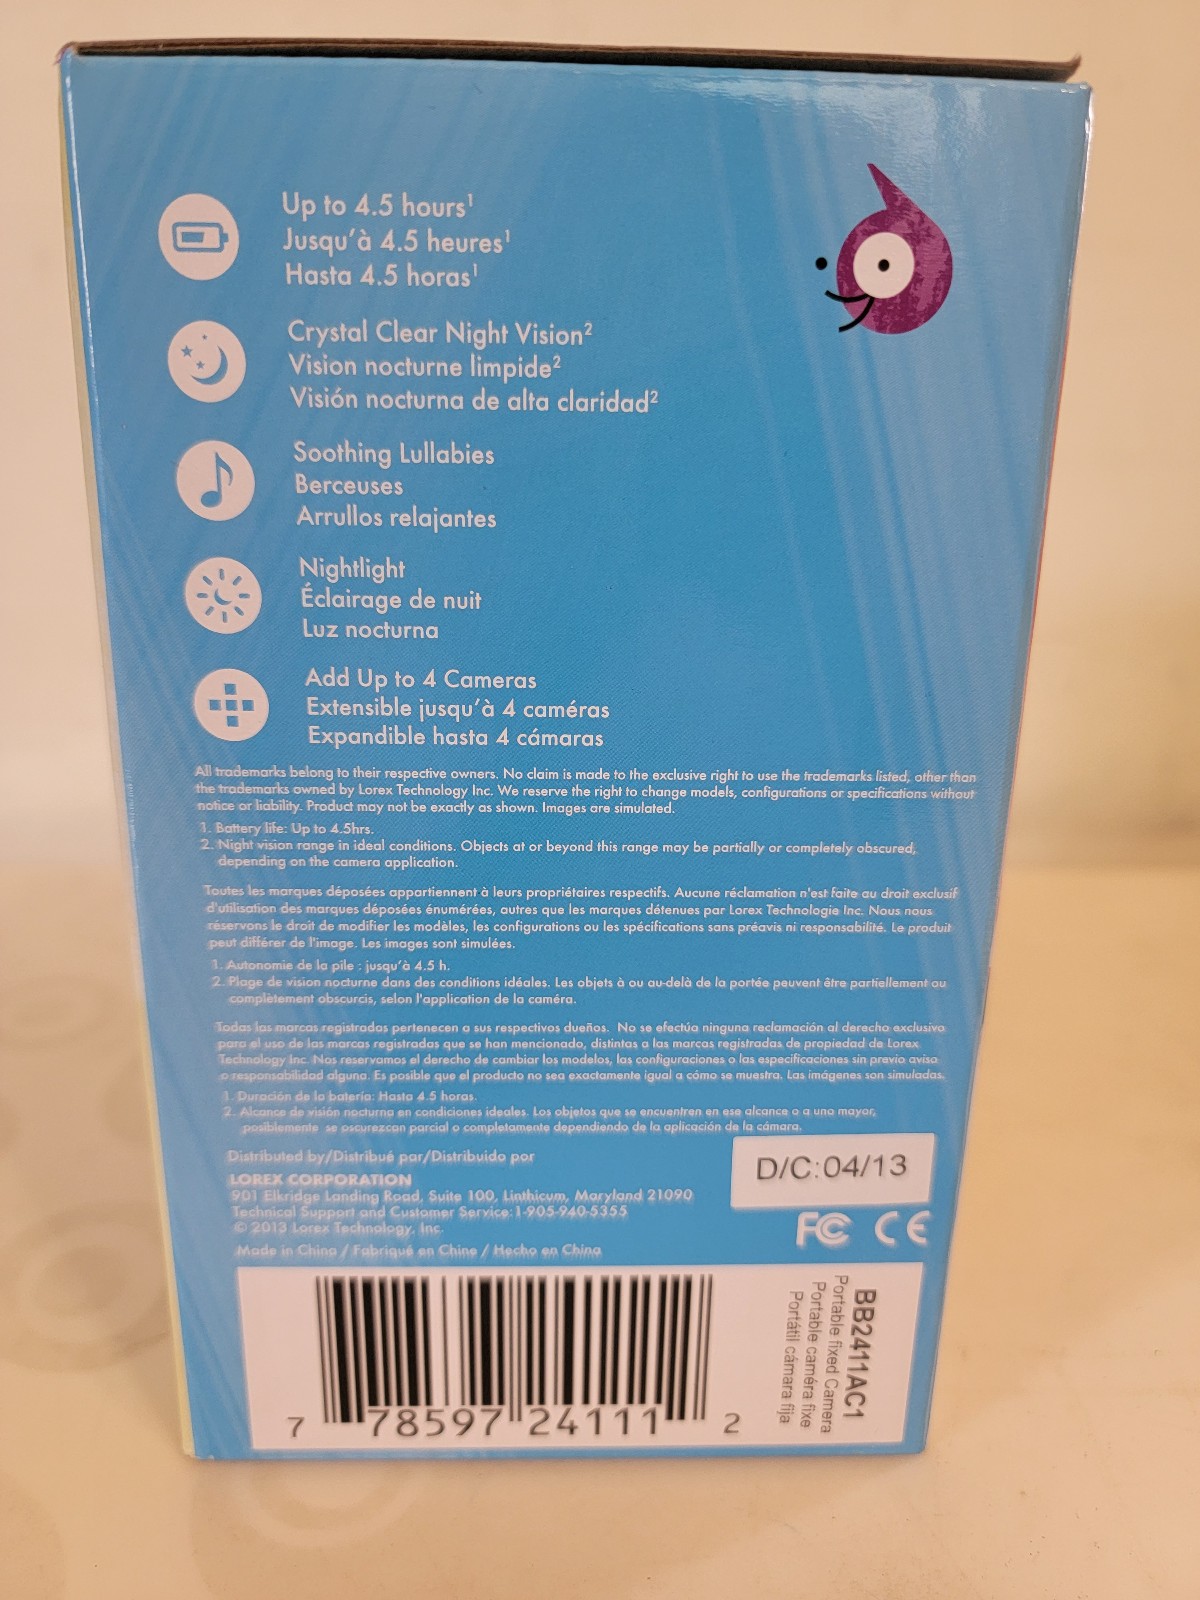 Up to 4.5 hours¹
Jusqu'à 4.5 heures¹
Hasta 4.5 horas¹
Crystal Clear Night Vision²
Vision nocturne limpide²
Visión nocturna de alta claridad²
Soothing Lullabies
Berceuses
Arrullos relajantes
Nightlight
Éclairage de nuit
Luz nocturna
Add Up to 4 Cameras
Extensible jusqu'à 4 caméras
Expandible hasta 4 cámaras
All trademarks belong to their respective owners. No claim is made to the exclusive right to use the trademarks listed, other than
the trademarks owned by Lorex Technology Inc. We reserve the right to change models, configurations or specifications without
notice or liability. Product may not be exactly as shown. Images are simulated.
1. Battery life: Up to 4.5hrs.
2. Night vision range in ideal conditions. Objects at or beyond this range may be partially or completely obscured,
depending on the camera application.
Toutes les marques déposées appartiennent à leurs propriétaires respectifs. Aucune réclamation n'est faite au droit exclusif
d'utilisation des marques déposées énumérées, autres que les marques détenues par Lorex Technologie Inc. Nous nous
réservons le droit de modifier les modèles, les configurations ou les spécifications sans préavis ni responsabilité. Le produit
peut différer de l'image. Les images sont simulées.
1. Autonomie de la pile : jusqu'à 4.5 h.
2. Plage de vision nocturne dans des conditions idéales. Les objets à ou au-delà de la portée peuvent être partiellement ou
complètement obscurcis, selon l'application de la caméra.
Todas las marcas registradas pertenecen a sus respectivos dueños. No se efectúa ninguna reclamación al derecho exclusivo
para el uso de las marcas registradas que se han mencionado, distintas a las marcas registradas de propiedad de Lorex
Technology Inc. Nos reservamos el derecho de cambiar los modelos, las configuraciones o las especificaciones sin previo aviso
o responsabilidad alguna. Es posible que el producto no sea exactamente igual a cómo se muestra. Las imágenes son simuladas.
1. Duración de la batería: Hasta 4.5 horas.
2. Alcance de visión nocturna en condiciones ideales. Los objetos que se encuentren en ese alcance o a uno mayor,
posiblemente se oscurezcan parcial o completamente dependiendo de la aplicación de la cámara.
Distributed by/Distribué par/Distribuido por
LOREX CORPORATION
901 Elkridge Landing Road, Suite 100, Linthicum, Maryland 21090
Technical Support and Customer Service:1-905-940-5355
© 2013 Lorex Technology, Inc.
Made in China / Fabriqué en Chine / Hecho en China
D/C:04/13
FC CE
7 78597 24111 2
BB2411AC1
Portable fixed Camera
Portable caméra fixe
Portátil cámara fija